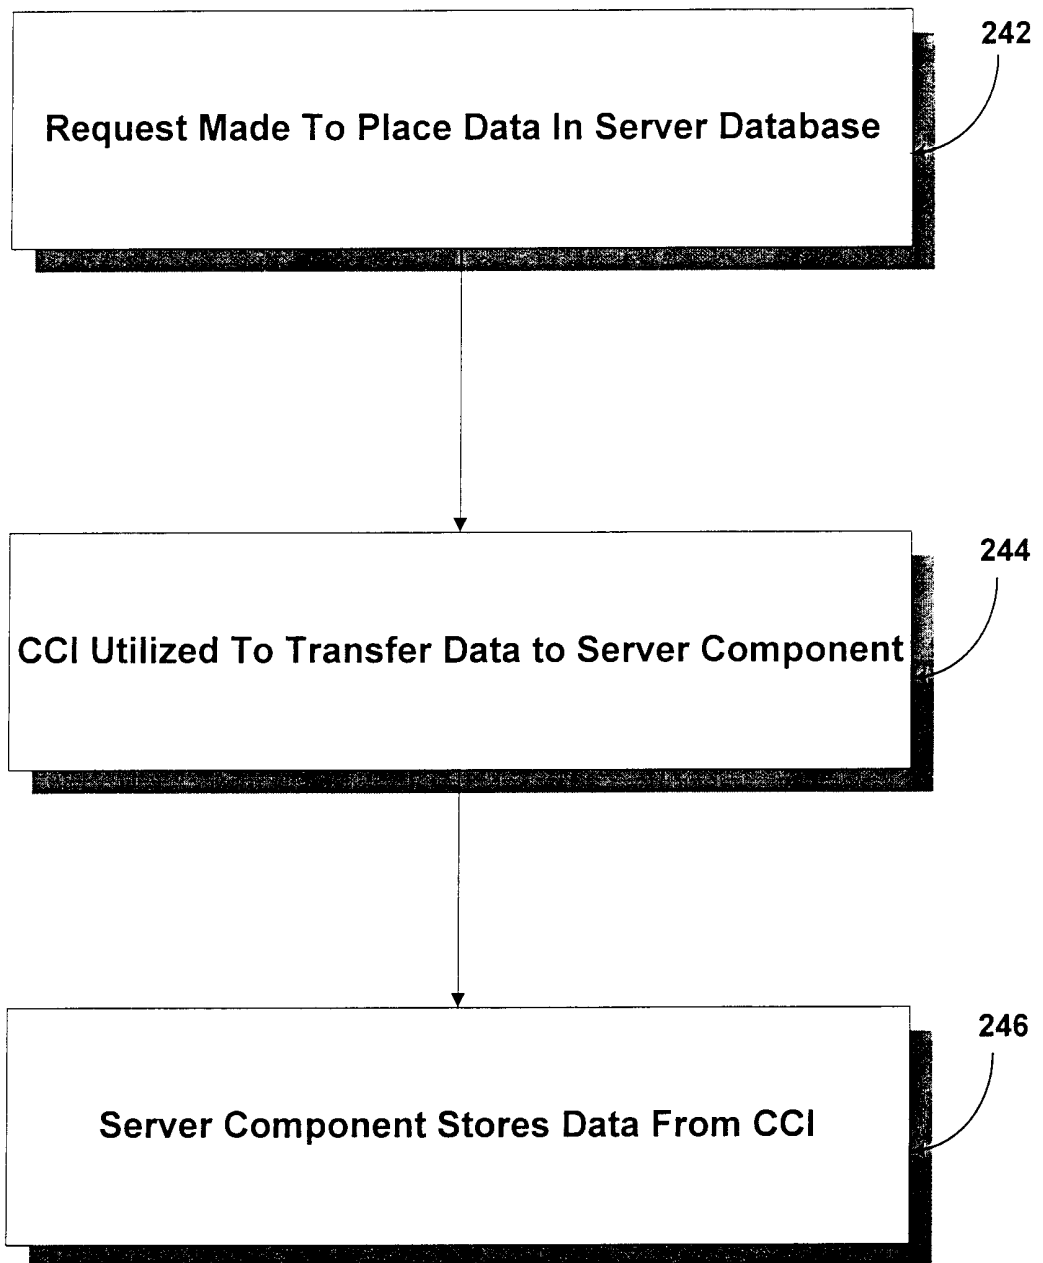 242
Request Made To Place Data In Server Database
244
CCI Utilized To Transfer Data to Server Component
246
Server Component Stores Data From CCI